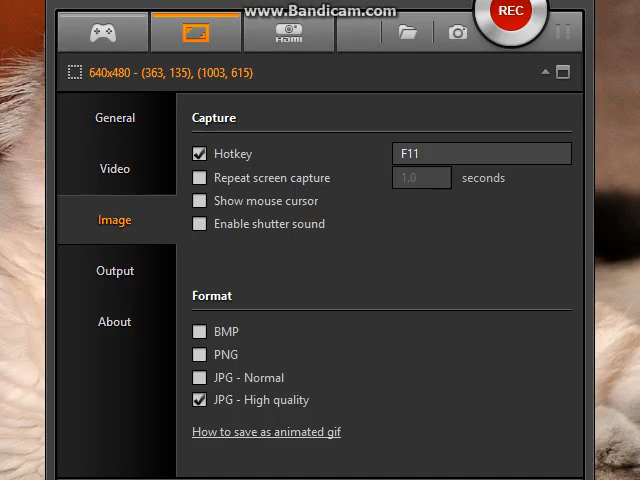 www.Bandicam.com
REC
HDMI
640x480 - (363, 135), (1003, 615)
General
Video
Image
Output
About
Capture
Hotkey F11
Repeat screen capture 1.0 seconds
Show mouse cursor
Enable shutter sound
Format
BMP
PNG
JPG - Normal
JPG - High quality
How to save as animated gif